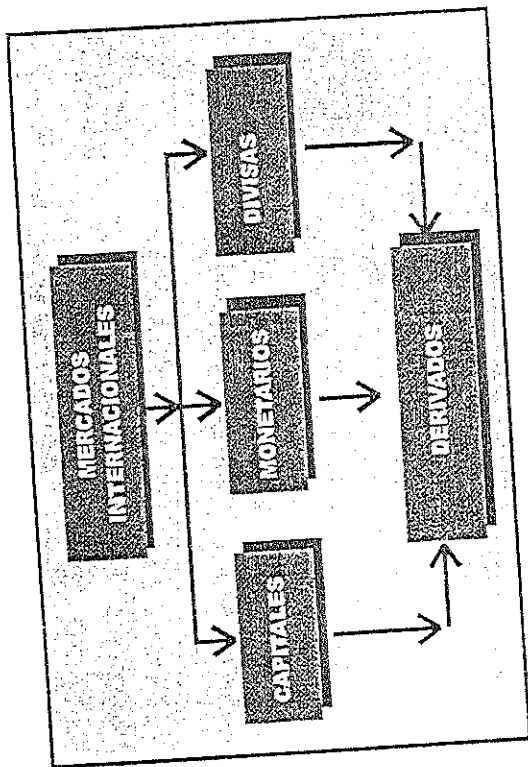 MERCADOS
INTERNACIONALES
CAPITALES
MONETARIOS
DIVISAS
DERIVADOS